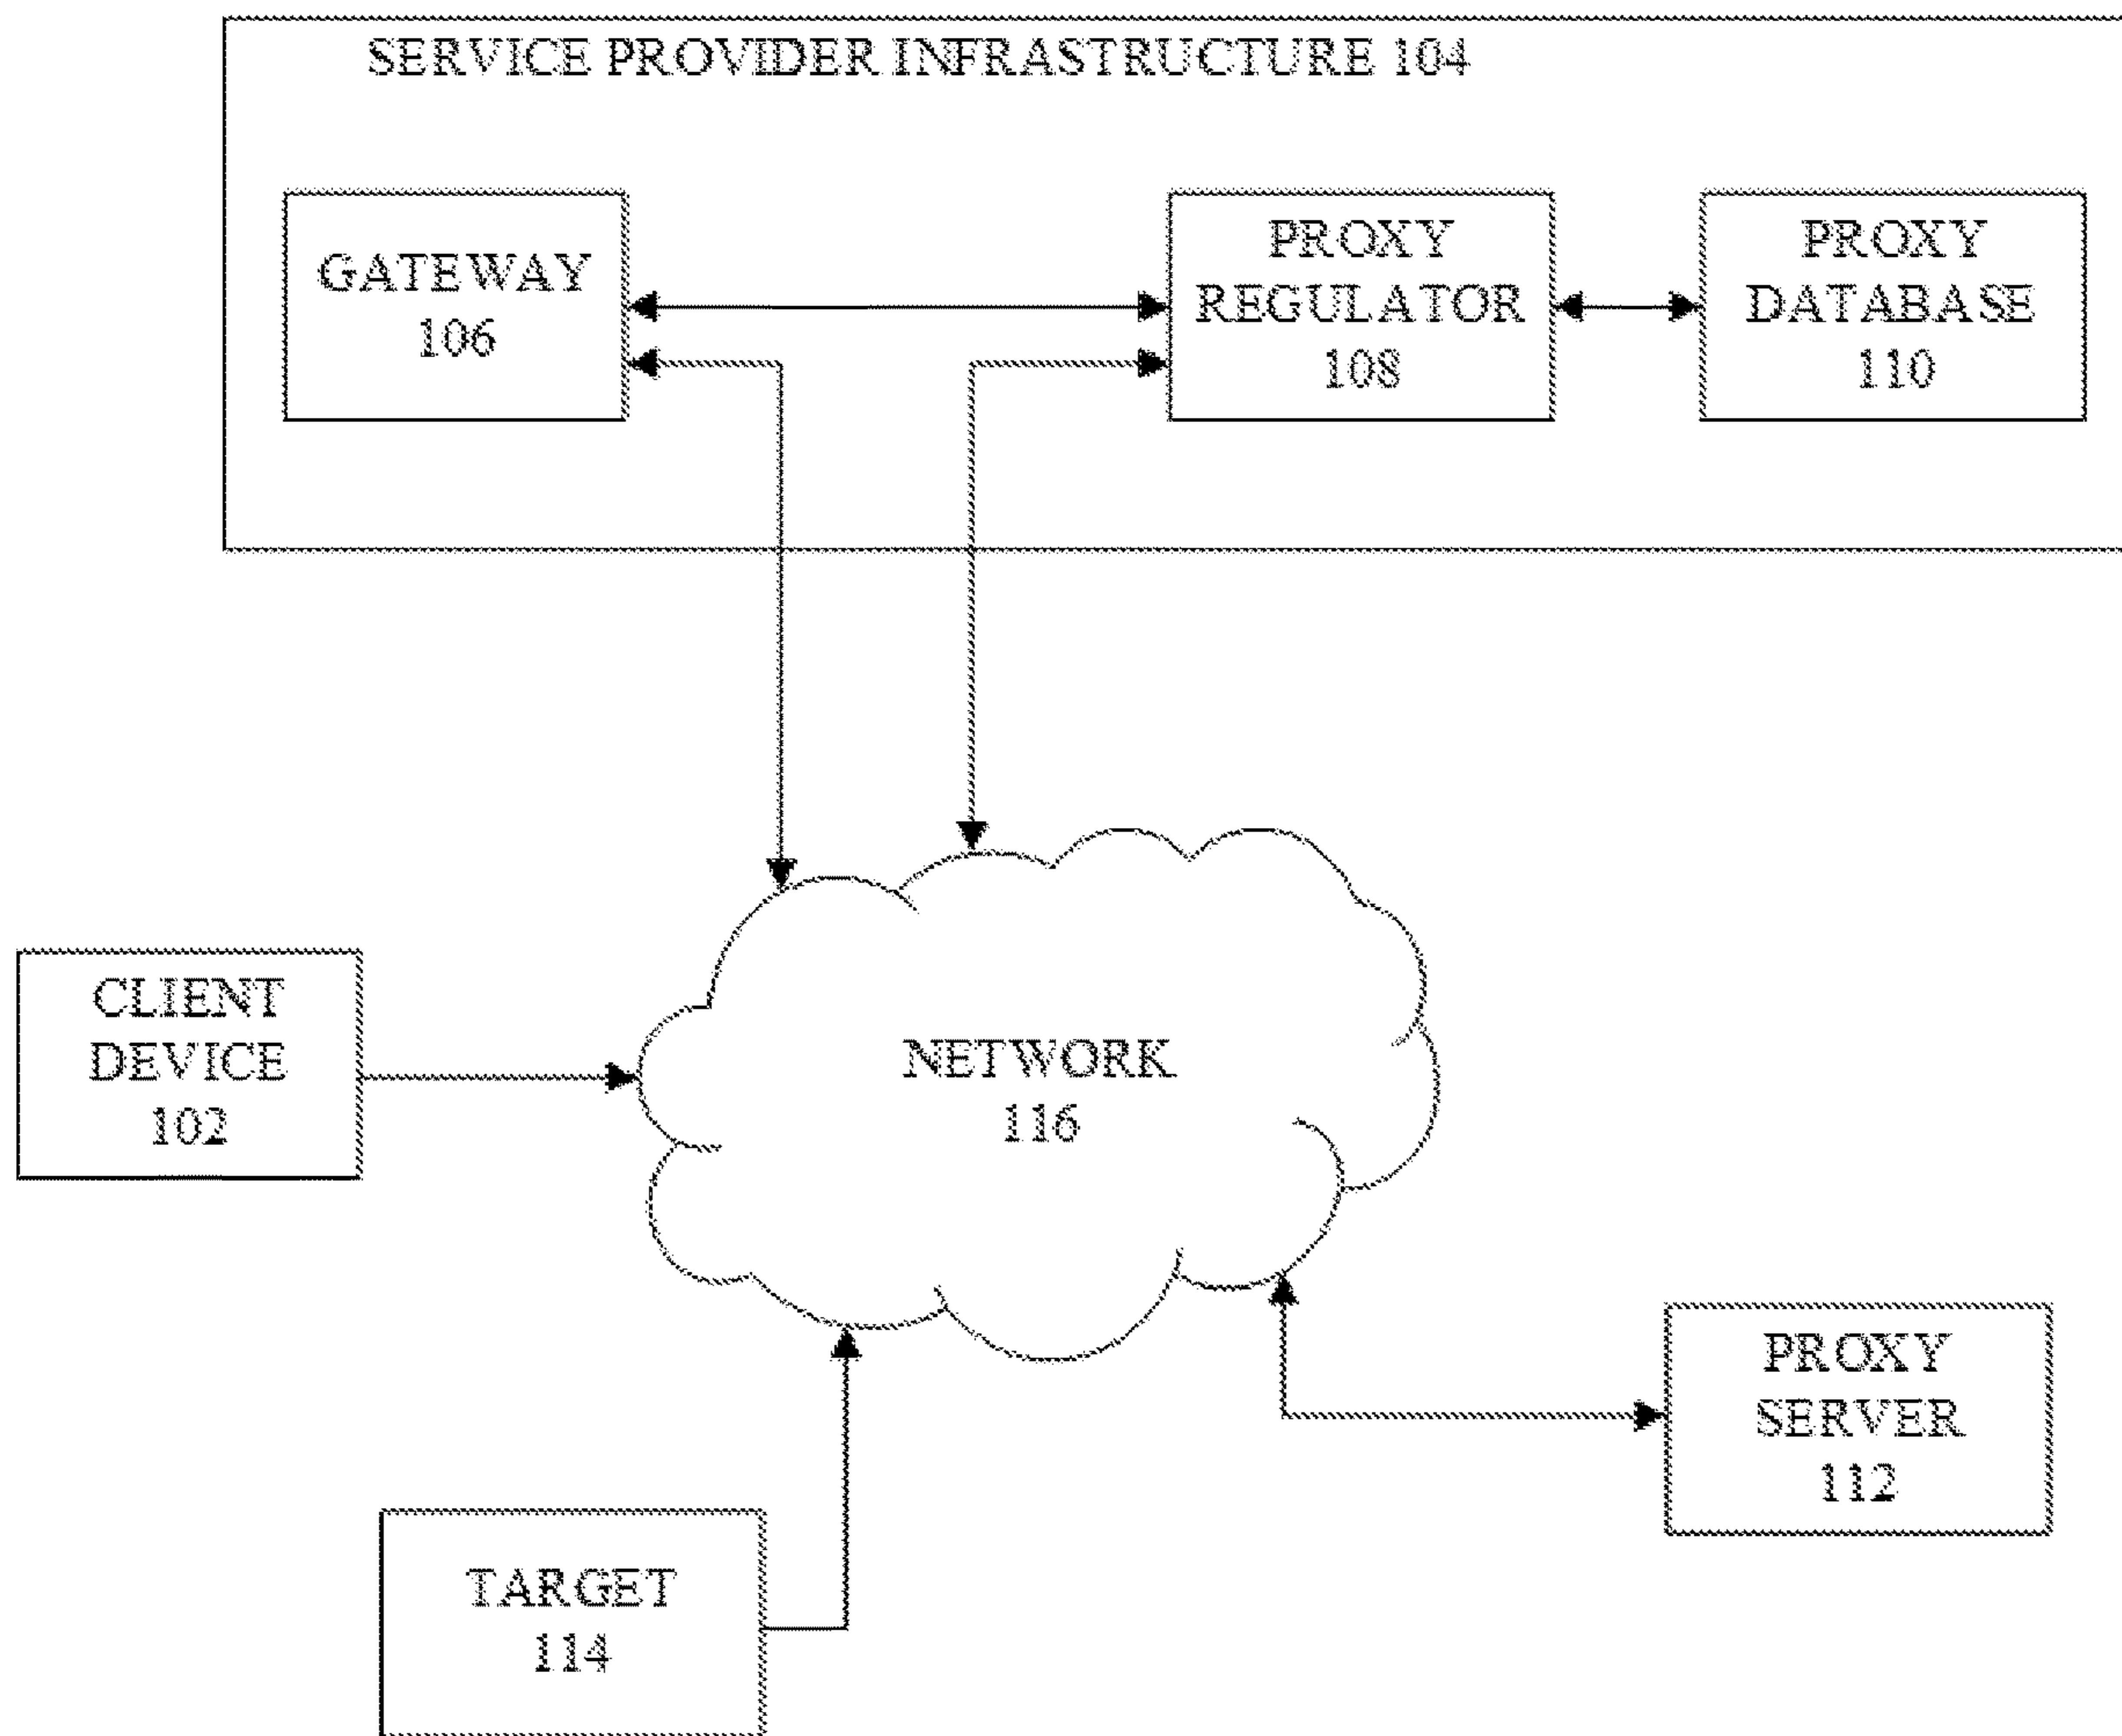 SERVICE PROVIDER INFRASTRUCTURE 104
GATEWAY
106
PROXY
REGULATOR
108
PROXY
DATABASE
110
CLIENT
DEVICE
102
NETWORK
116
PROXY
SERVER
112
TARGET
114